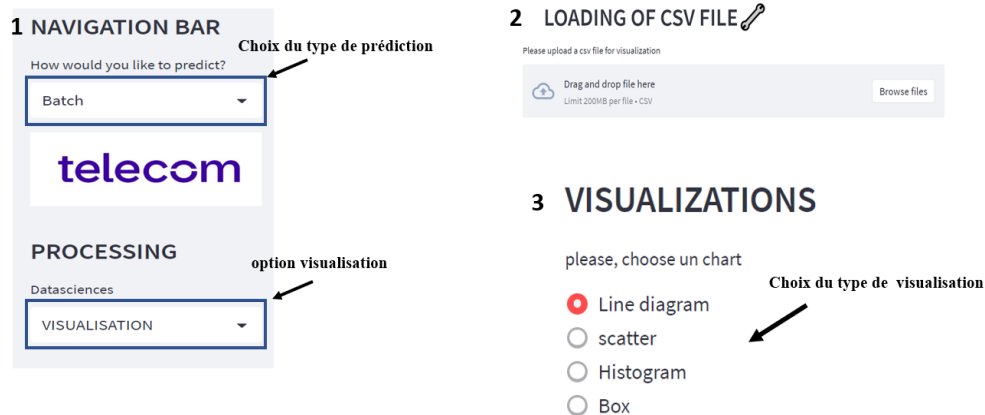 1 NAVIGATION BAR
Choix du type de prédiction
How would you like to predict?
Batch
telecom
PROCESSING
option visualisation
Datasciences
VISUALISATION
2 LOADING OF CSV FILE
Please upload a csv file for visualization
Drag and drop file here
Limit 200MB per file • CSV
Browse files
3 VISUALIZATIONS
please, choose un chart
Choix du type de visualisation
Line diagram
scatter
Histogram
Box